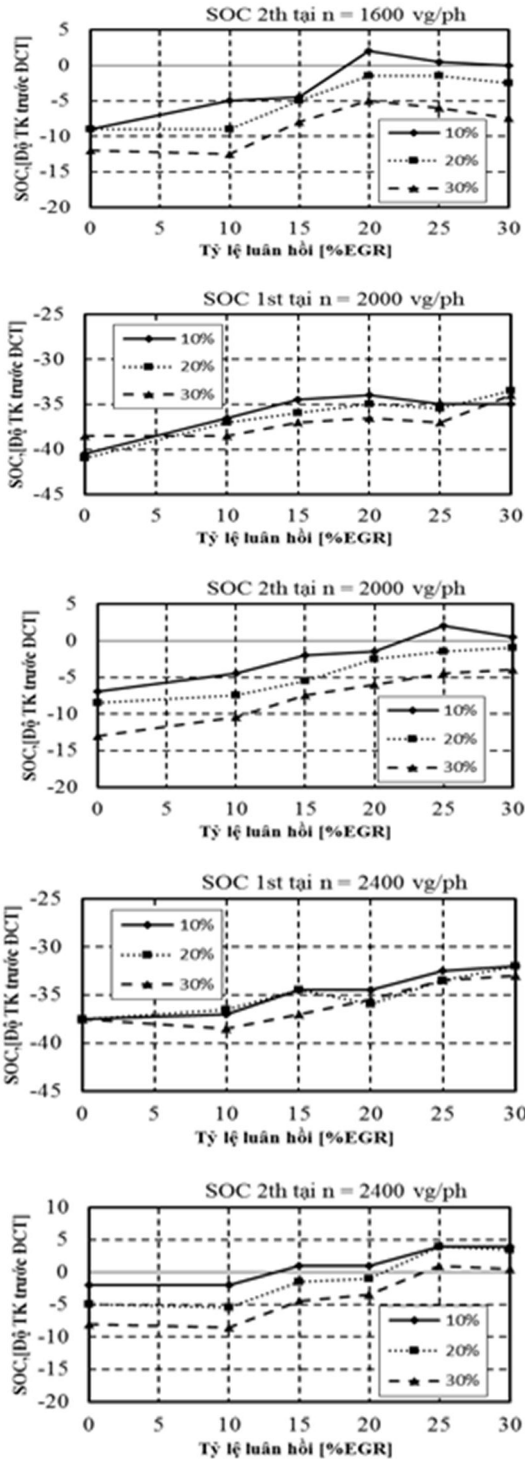 SOC 2th tại n = 1600 vg/ph
SOC,[Độ TK trước ĐCT]
5
0
-5
-10
-15
-20
10%
20%
30%
0 5 10 15 20 25 30
Tỷ lệ luân hồi [%EGR]
SOC 1st tại n = 2000 vg/ph
SOC,[Độ TK trước ĐCT]
-25
-30
-35
-40
-45
10%
20%
30%
0 5 10 15 20 25 30
Tỷ lệ luân hồi [%EGR]
SOC 2th tại n = 2000 vg/ph
SOC,[Độ TK trước ĐCT]
5
0
-5
-10
-15
-20
10%
20%
30%
0 5 10 15 20 25 30
Tỷ lệ luân hồi [%EGR]
SOC 1st tại n = 2400 vg/ph
SOC,[Độ TK trước ĐCT]
-25
-30
-35
-40
-45
10%
20%
30%
0 5 10 15 20 25 30
Tỷ lệ luân hồi [%EGR]
SOC 2th tại n = 2400 vg/ph
SOC,[Độ TK trước ĐCT]
10
5
0
-5
-10
-15
-20
10%
20%
30%
0 5 10 15 20 25 30
Tỷ lệ luân hồi [%EGR]